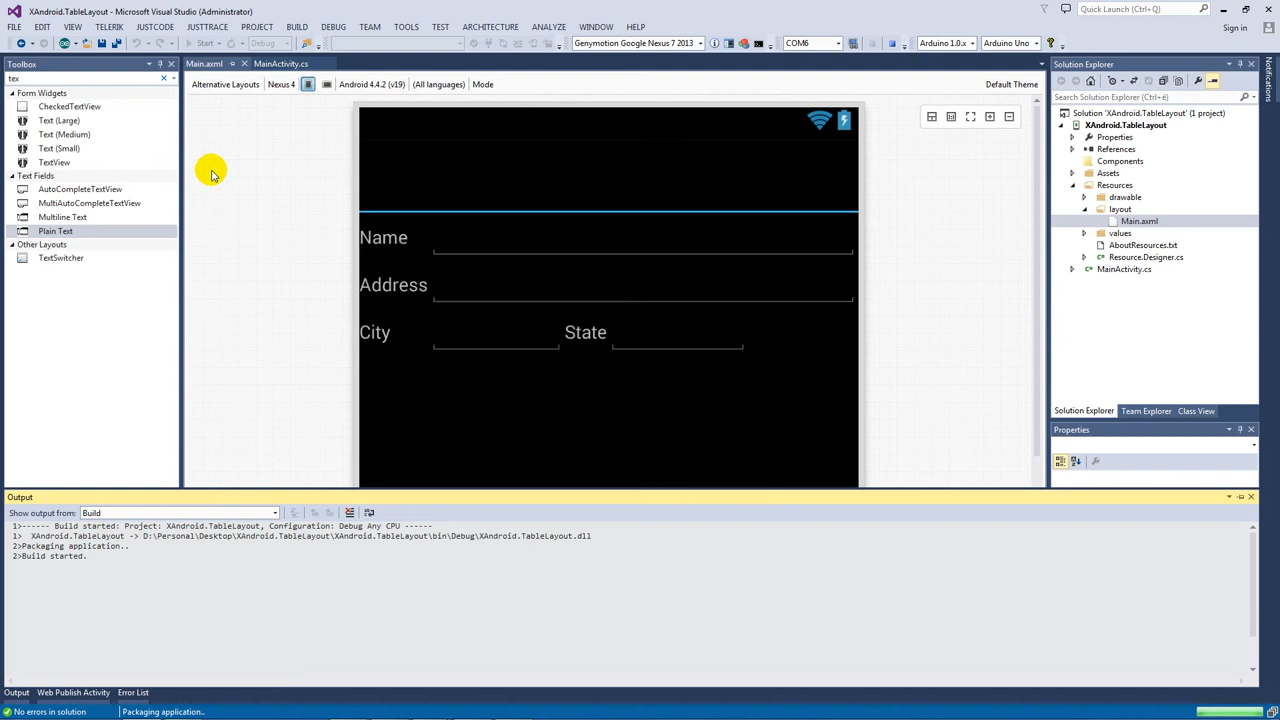 XAndroid.TableLayout - Microsoft Visual Studio (Administrator)
Quick Launch (Ctrl+Q)
FILE EDIT VIEW TELERIK JUSTCODE JUSTTRACE PROJECT BUILD DEBUG TEAM TOOLS TEST ARCHITECTURE ANALYZE WINDOW HELP
Sign in
Start Debug Genymotion Google Nexus 7 2013 COM6 Arduino 1.0.x Arduino Uno
Toolbox
Main.axml MainActivity.cs
Solution Explorer
Notifications
tex
Alternative Layouts Nexus 4 Android 4.4.2 (v19) (All languages) Mode Default Theme
Search Solution Explorer (Ctrl+č)
Form Widgets
CheckedTextView
Text (Large)
Text (Medium)
Text (Small)
TextView
Text Fields
AutoCompleteTextView
MultiAutoCompleteTextView
Multiline Text
Plain Text
Other Layouts
TextSwitcher
Name
Address
City State
Solution 'XAndroid.TableLayout' (1 project)
XAndroid.TableLayout
Properties
References
Components
Assets
Resources
drawable
layout
Main.axml
values
AboutResources.txt
Resource.Designer.cs
MainActivity.cs
Solution Explorer Team Explorer Class View
Properties
Output
Show output from: Build
1>------ Build started: Project: XAndroid.TableLayout, Configuration: Debug Any CPU ------
1> XAndroid.TableLayout -> D:\Personal\Desktop\XAndroid.TableLayout\XAndroid.TableLayout\bin\Debug\XAndroid.TableLayout.dll
2>Packaging application..
2>Build started.
Output Web Publish Activity Error List
No errors in solution Packaging application..